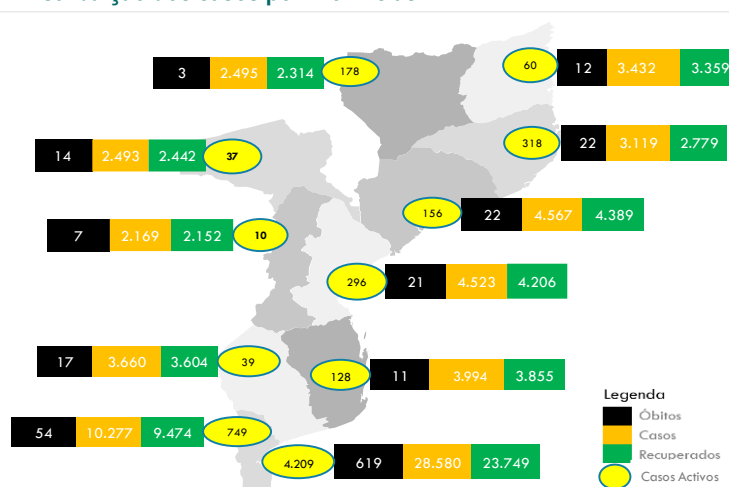 3 2.495 2.314 178
60 12 3.432 3.359
14 2.493 2.442 37
318 22 3.119 2.779
156 22 4.567 4.389
7 2.169 2.152 10
296 21 4.523 4.206
17 3.660 3.604 39
128 11 3.994 3.855
54 10.277 9.474 749
4.209 619 28.580 23.749
Legenda
Óbitos
Casos
Recuperados
Casos Activos